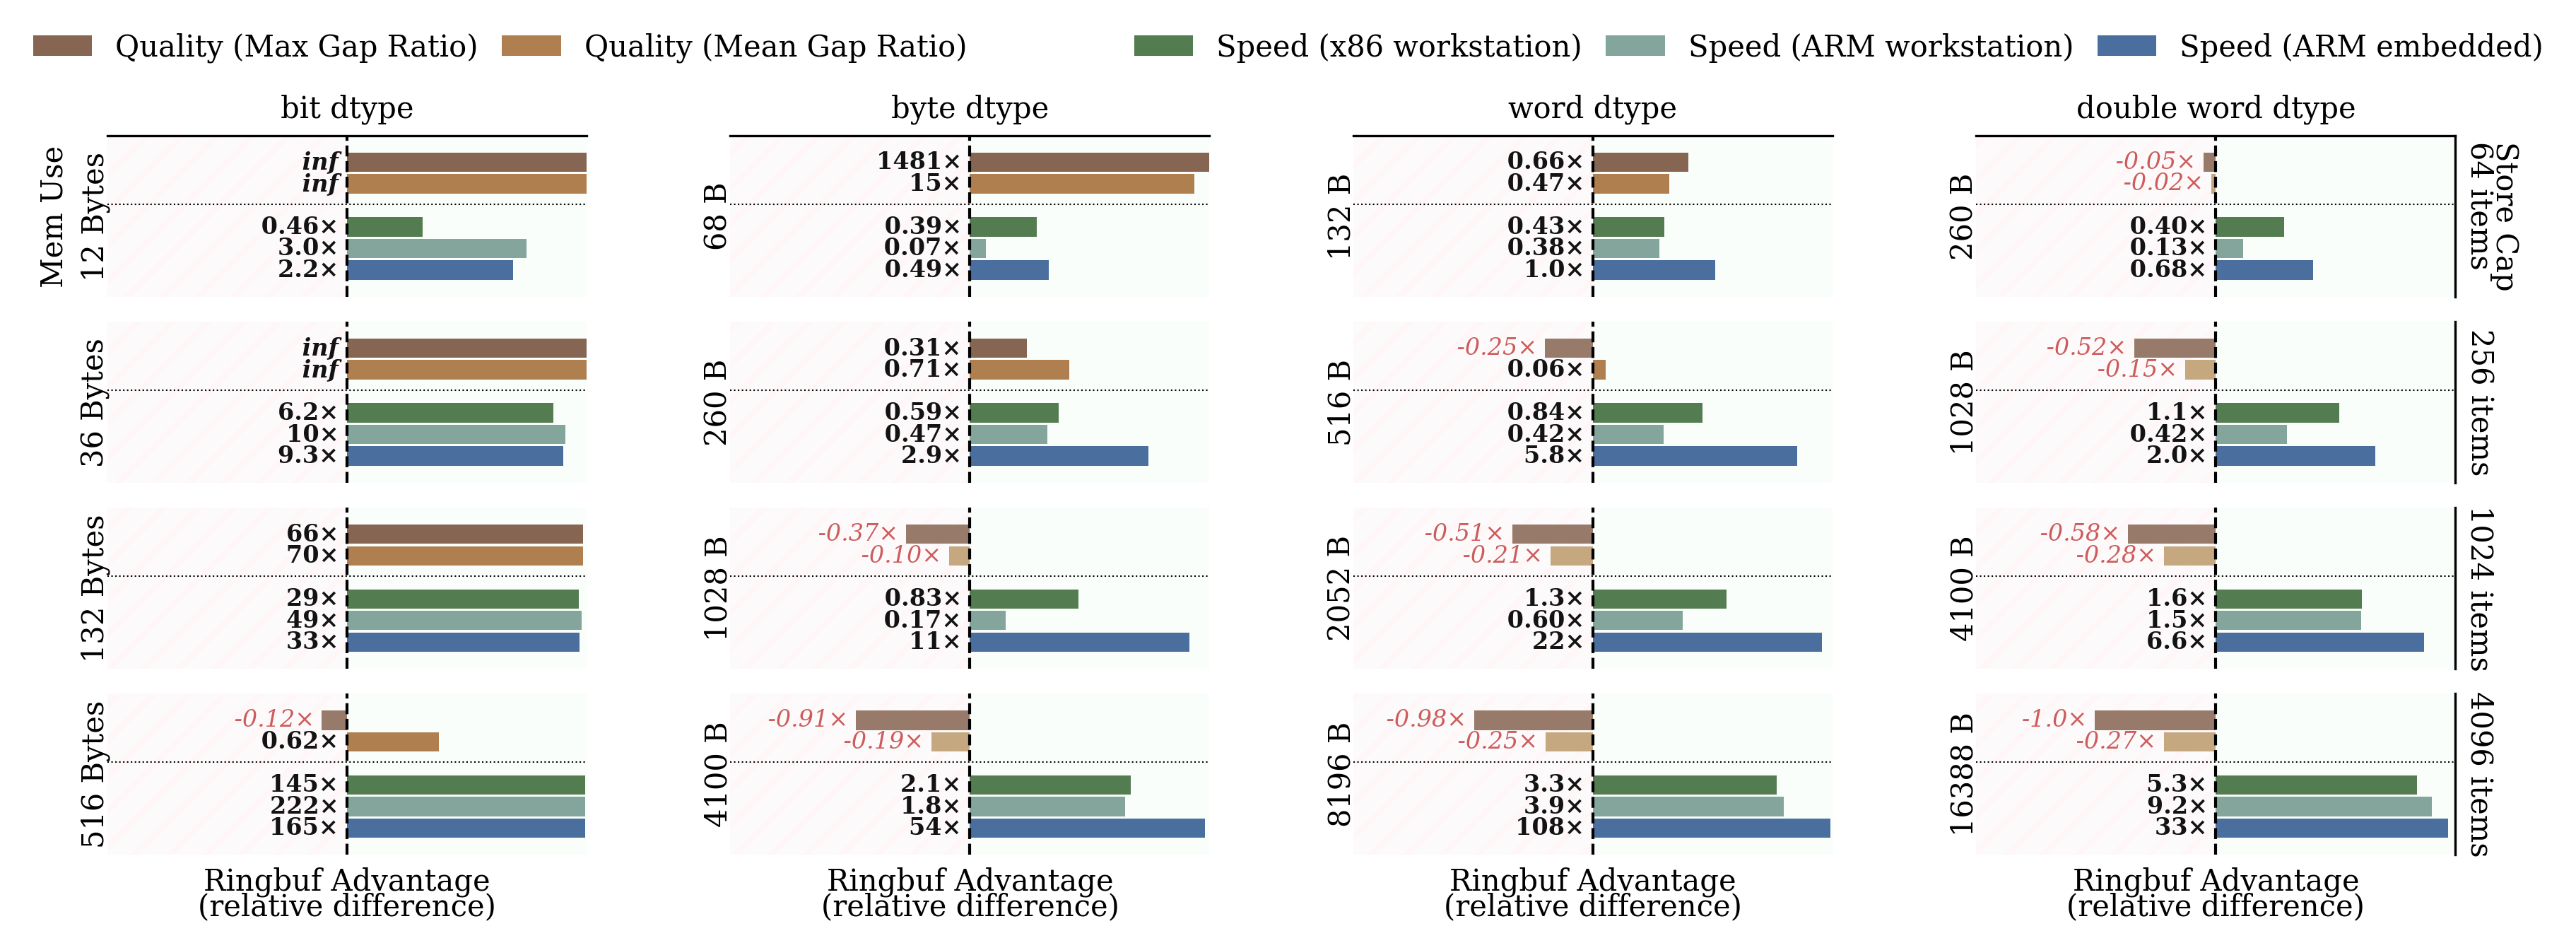 Quality (Max Gap Ratio) Quality (Mean Gap Ratio) Speed (x86 workstation) Speed (ARM workstation) Speed (ARM embedded)
bit dtype byte dtype word dtype double word dtype
Mem Use
12 Bytes
inf
inf
0.46×
3.0×
2.2×
68 B
1481×
15×
0.39×
0.07×
0.49×
132 B
0.66×
0.47×
0.43×
0.38×
1.0×
260 B
-0.05×
-0.02×
0.40×
0.13×
0.68×
Store Cap
64 items
36 Bytes
inf
inf
6.2×
10×
9.3×
260 B
0.31×
0.71×
0.59×
0.47×
2.9×
516 B
-0.25×
0.06×
0.84×
0.42×
5.8×
1028 B
-0.52×
-0.15×
1.1×
0.42×
2.0×
256 items
132 Bytes
66×
70×
29×
49×
33×
1028 B
-0.37×
-0.10×
0.83×
0.17×
11×
2052 B
-0.51×
-0.21×
1.3×
0.60×
22×
4100 B
-0.58×
-0.28×
1.6×
1.5×
6.6×
1024 items
516 Bytes
-0.12×
0.62×
145×
222×
165×
4100 B
-0.91×
-0.19×
2.1×
1.8×
54×
8196 B
-0.98×
-0.25×
3.3×
3.9×
108×
16388 B
-1.0×
-0.27×
5.3×
9.2×
33×
4096 items
Ringbuf Advantage
(relative difference)
Ringbuf Advantage
(relative difference)
Ringbuf Advantage
(relative difference)
Ringbuf Advantage
(relative difference)